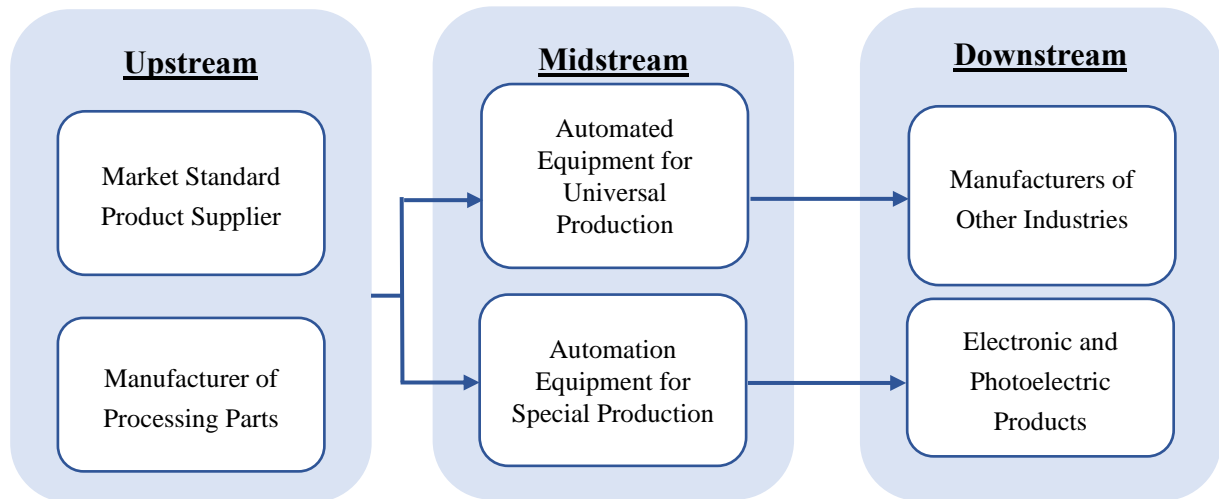 Upstream
Market Standard
Product Supplier
Manufacturer of
Processing Parts
Midstream
Automated
Equipment for
Universal
Production
Automation
Equipment for
Special Production
Downstream
Manufacturers of
Other Industries
Electronic and
Photoelectric
Products